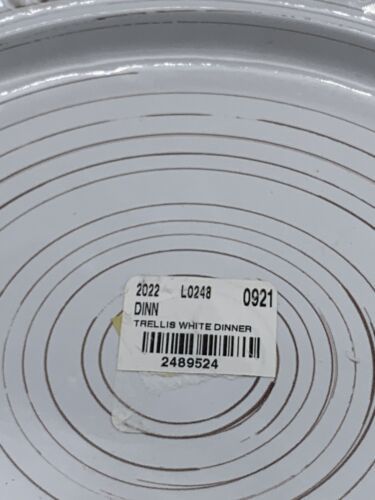 2022 L0248 0921
DINN
TRELLIS WHITE DINNER
2489524